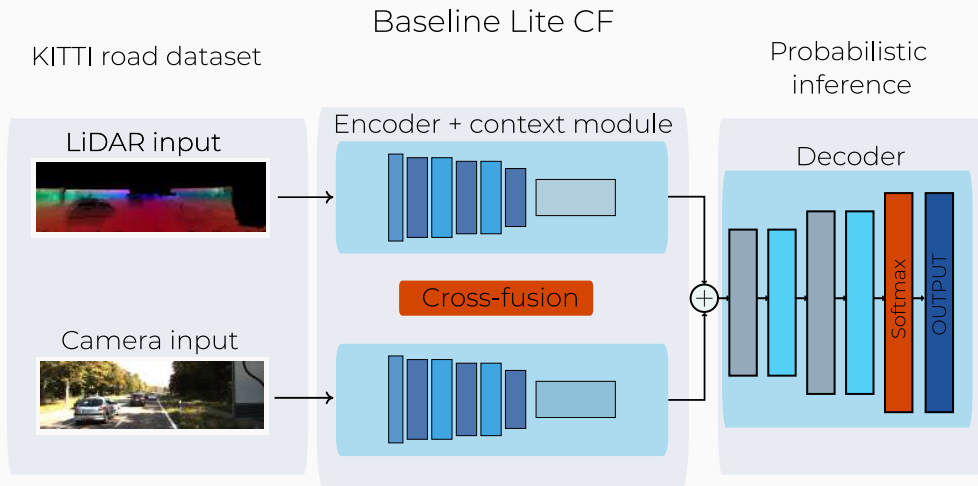 Baseline Lite CF
KITTI road dataset
Probabilistic
inference
LiDAR input
Encoder + context module
Decoder
Cross-fusion
Camera input
+
Softmax
OUTPUT